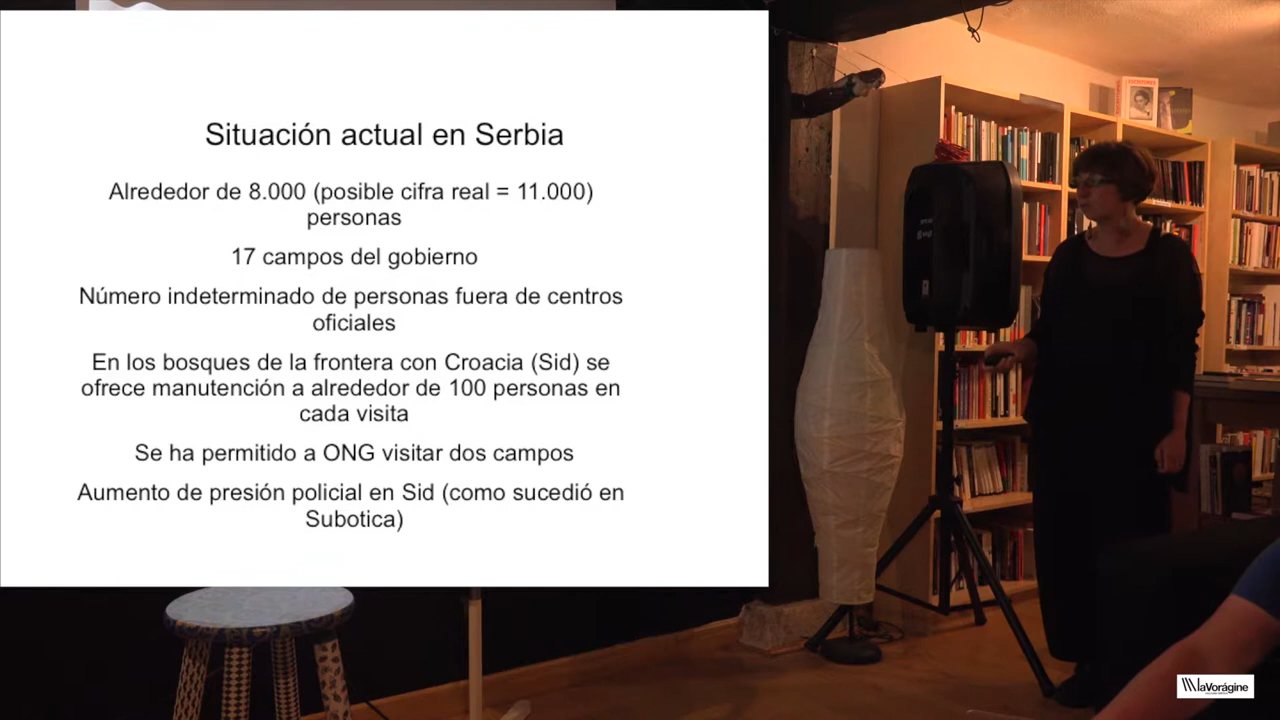 Situación actual en Serbia
Alrededor de 8.000 (posible cifra real = 11.000)
personas
17 campos del gobierno
Número indeterminado de personas fuera de centros
oficiales
En los bosques de la frontera con Croacia (Sid) se
ofrece manutención a alrededor de 100 personas en
cada visita
Se ha permitido a ONG visitar dos campos
Aumento de presión policial en Sid (como sucedió en
Subotica)
laVorágine